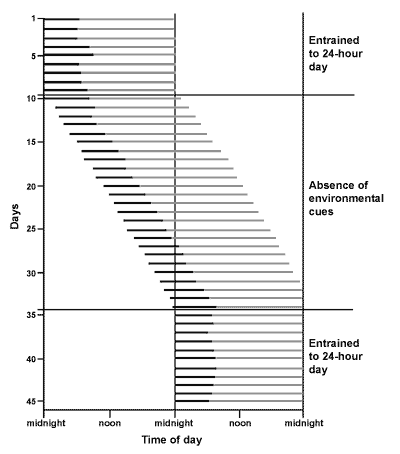 1
Entrained
to 24-hour
day
5
10
15
Absence of
environmental
cues
20
Days
25
30
35
Entrained
to 24-hour
day
40
45
midnight noon midnight noon midnight
Time of day